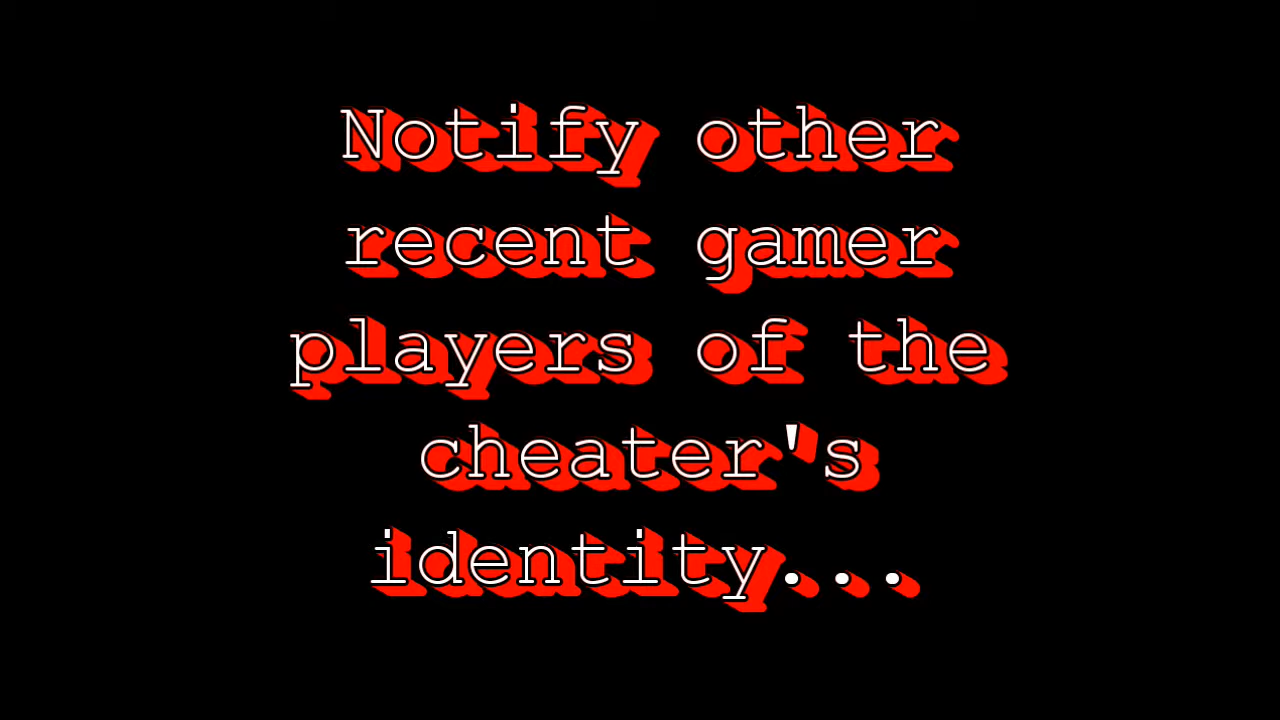 Notify other
recent gamer
players of the
cheater's
identity...